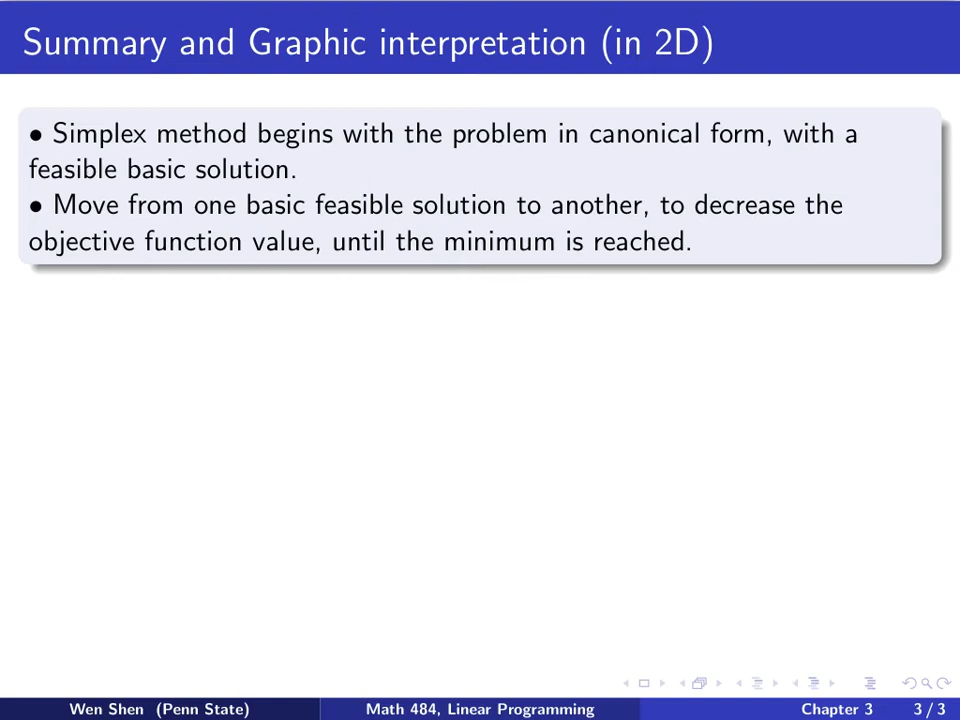 Summary and Graphic interpretation (in 2D)
• Simplex method begins with the problem in canonical form, with a
feasible basic solution.
• Move from one basic feasible solution to another, to decrease the
objective function value, until the minimum is reached.
Wen Shen (Penn State) Math 484, Linear Programming Chapter 3 3 / 3